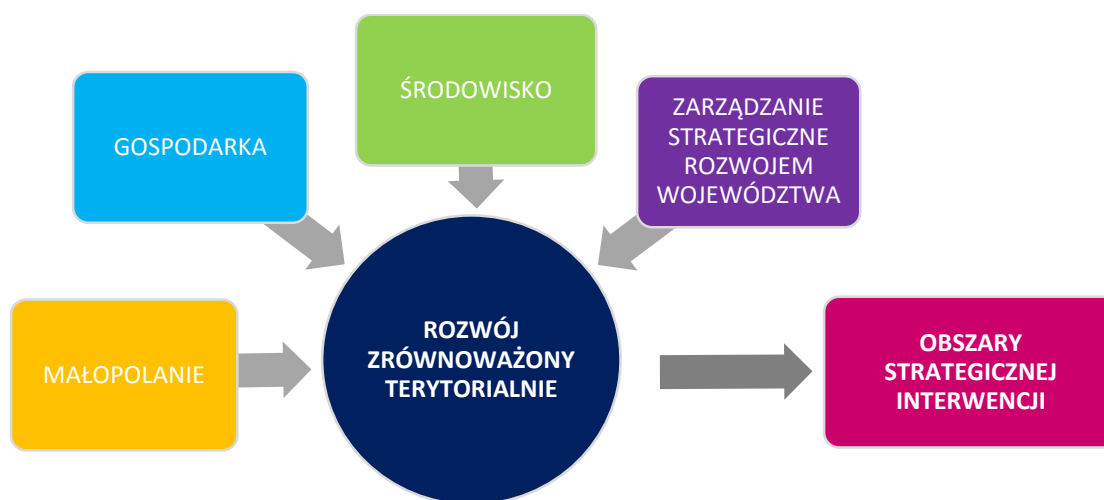 ŚRODOWISKO
GOSPODARKA
ZARZĄDZANIE
STRATEGICZNE
ROZWOJEM
WOJEWÓDZTWA
MAŁOPOLANIE
ROZWÓJ
ZRÓWNOWAŻONY
TERYTORIALNIE
OBSZARY
STRATEGICZNEJ
INTERWENCJI